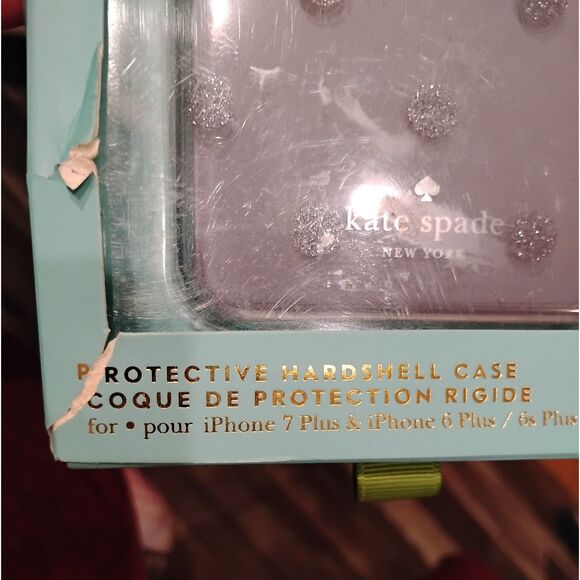 kate spade
NEW YORK
PROTECTIVE HARDSHELL CASE
COQUE DE PROTECTION RIGIDE
for • pour iPhone 7 Plus & iPhone 6 Plus / 6s Plus